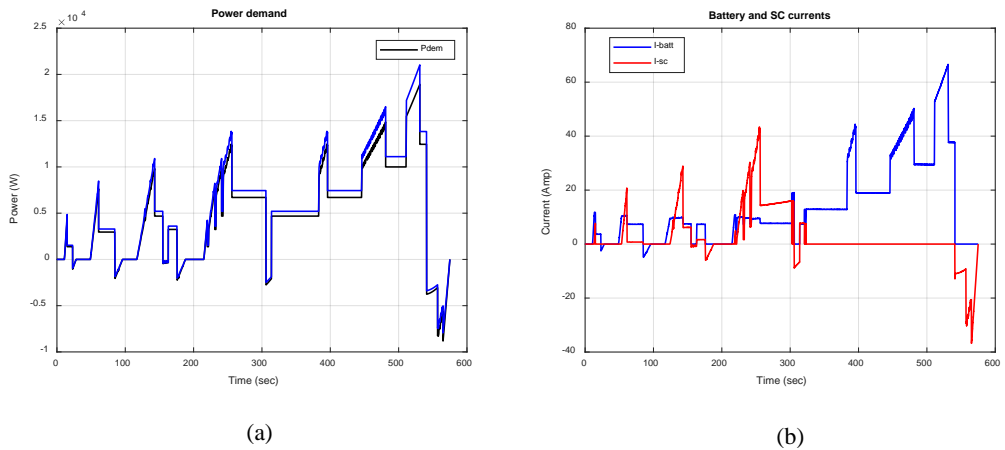 Power demand
× 10 4
2.5
2
1.5
1
0.5
0
-0.5
-1
0 100 200 300 400 500 600
Power (W)
Time (sec)
Pdem
(a)
Battery and SC currents
80
60
40
20
0
-20
-40
0 100 200 300 400 500 600
Current (Amp)
Time (sec)
I-batt
I-sc
(b)